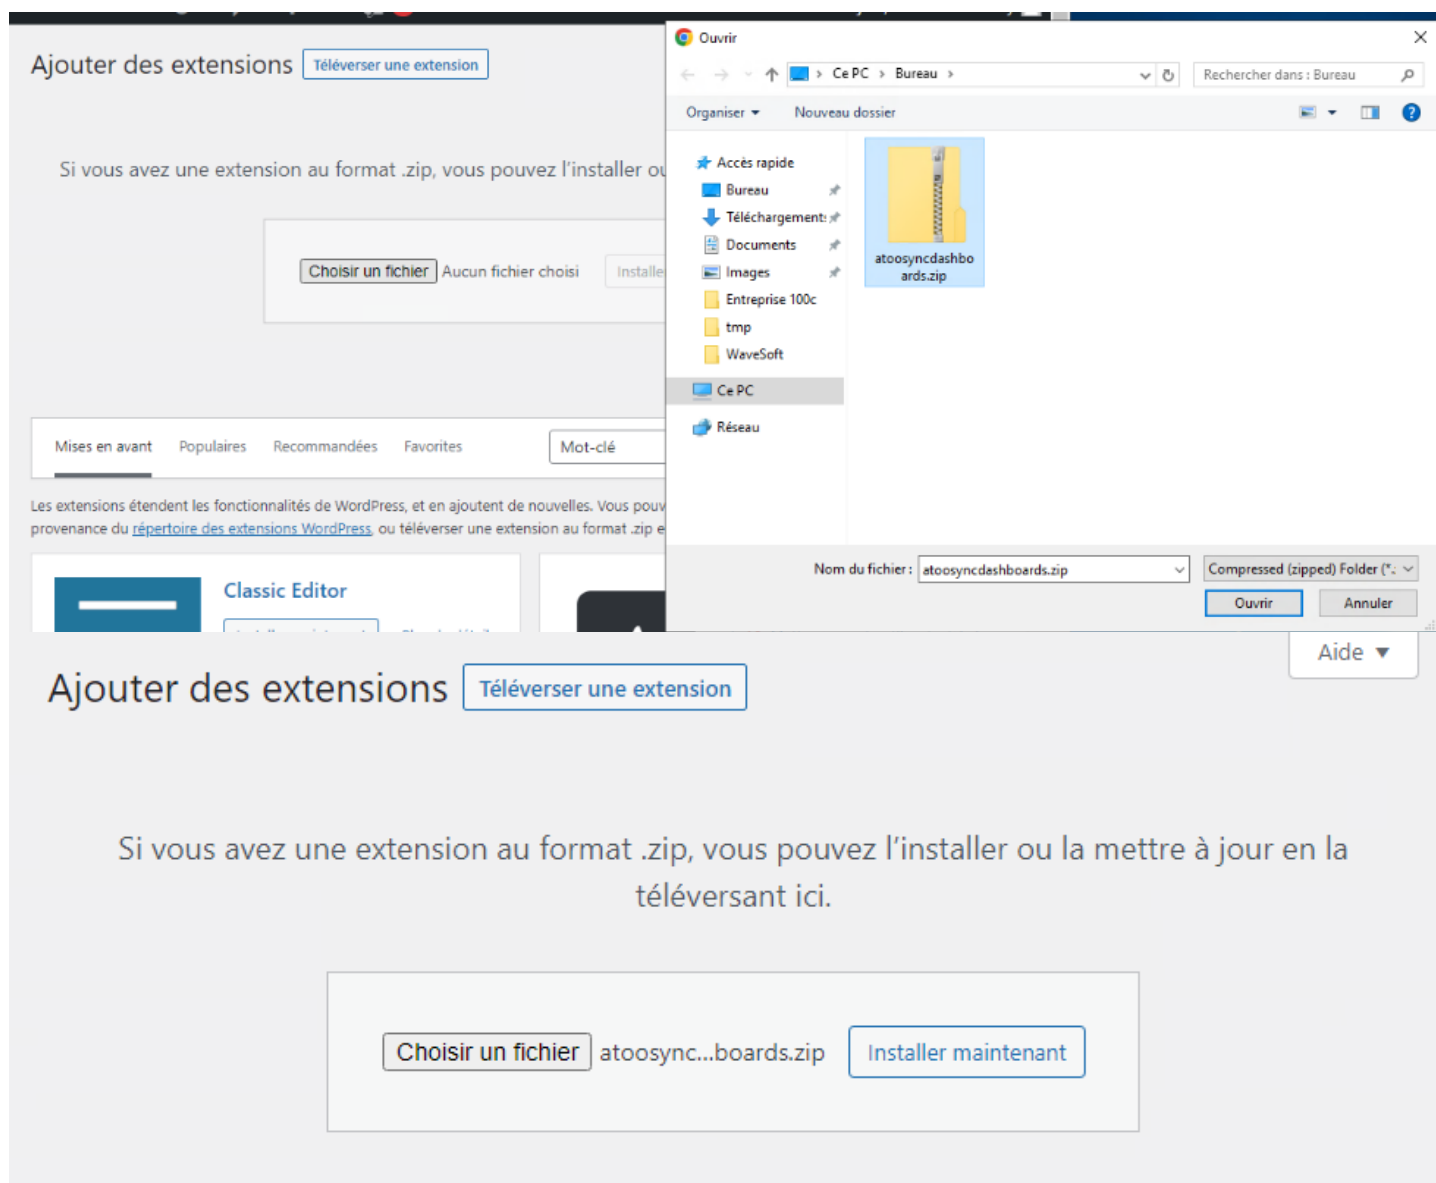 Ajouter des extensions Téléverser une extension
Si vous avez une extension au format .zip, vous pouvez l'installer ou
Choisir un fichier Aucun fichier choisi Installe
Mises en avant Populaires Recommandées Favorites Mot-clé
Les extensions étendent les fonctionnalités de WordPress, et en ajoutent de nouvelles. Vous pouv
provenance du répertoire des extensions WordPress, ou téléverser une extension au format .zip e
Classic Editor
Ouvrir
Ce PC > Bureau >
Rechercher dans : Bureau
Organiser Nouveau dossier
Accès rapide
Bureau
Téléchargement:
Documents
Images
Entreprise 100c
tmp
WaveSoft
Ce PC
Réseau
atoosyncdashbo
ards.zip
Nom du fichier : atoosyncdashboards.zip Compressed (zipped) Folder (*.:
Ouvrir Annuler
Aide ▼
Ajouter des extensions Téléverser une extension
Si vous avez une extension au format .zip, vous pouvez l'installer ou la mettre à jour en la
téléversant ici.
Choisir un fichier atoosync...boards.zip Installer maintenant